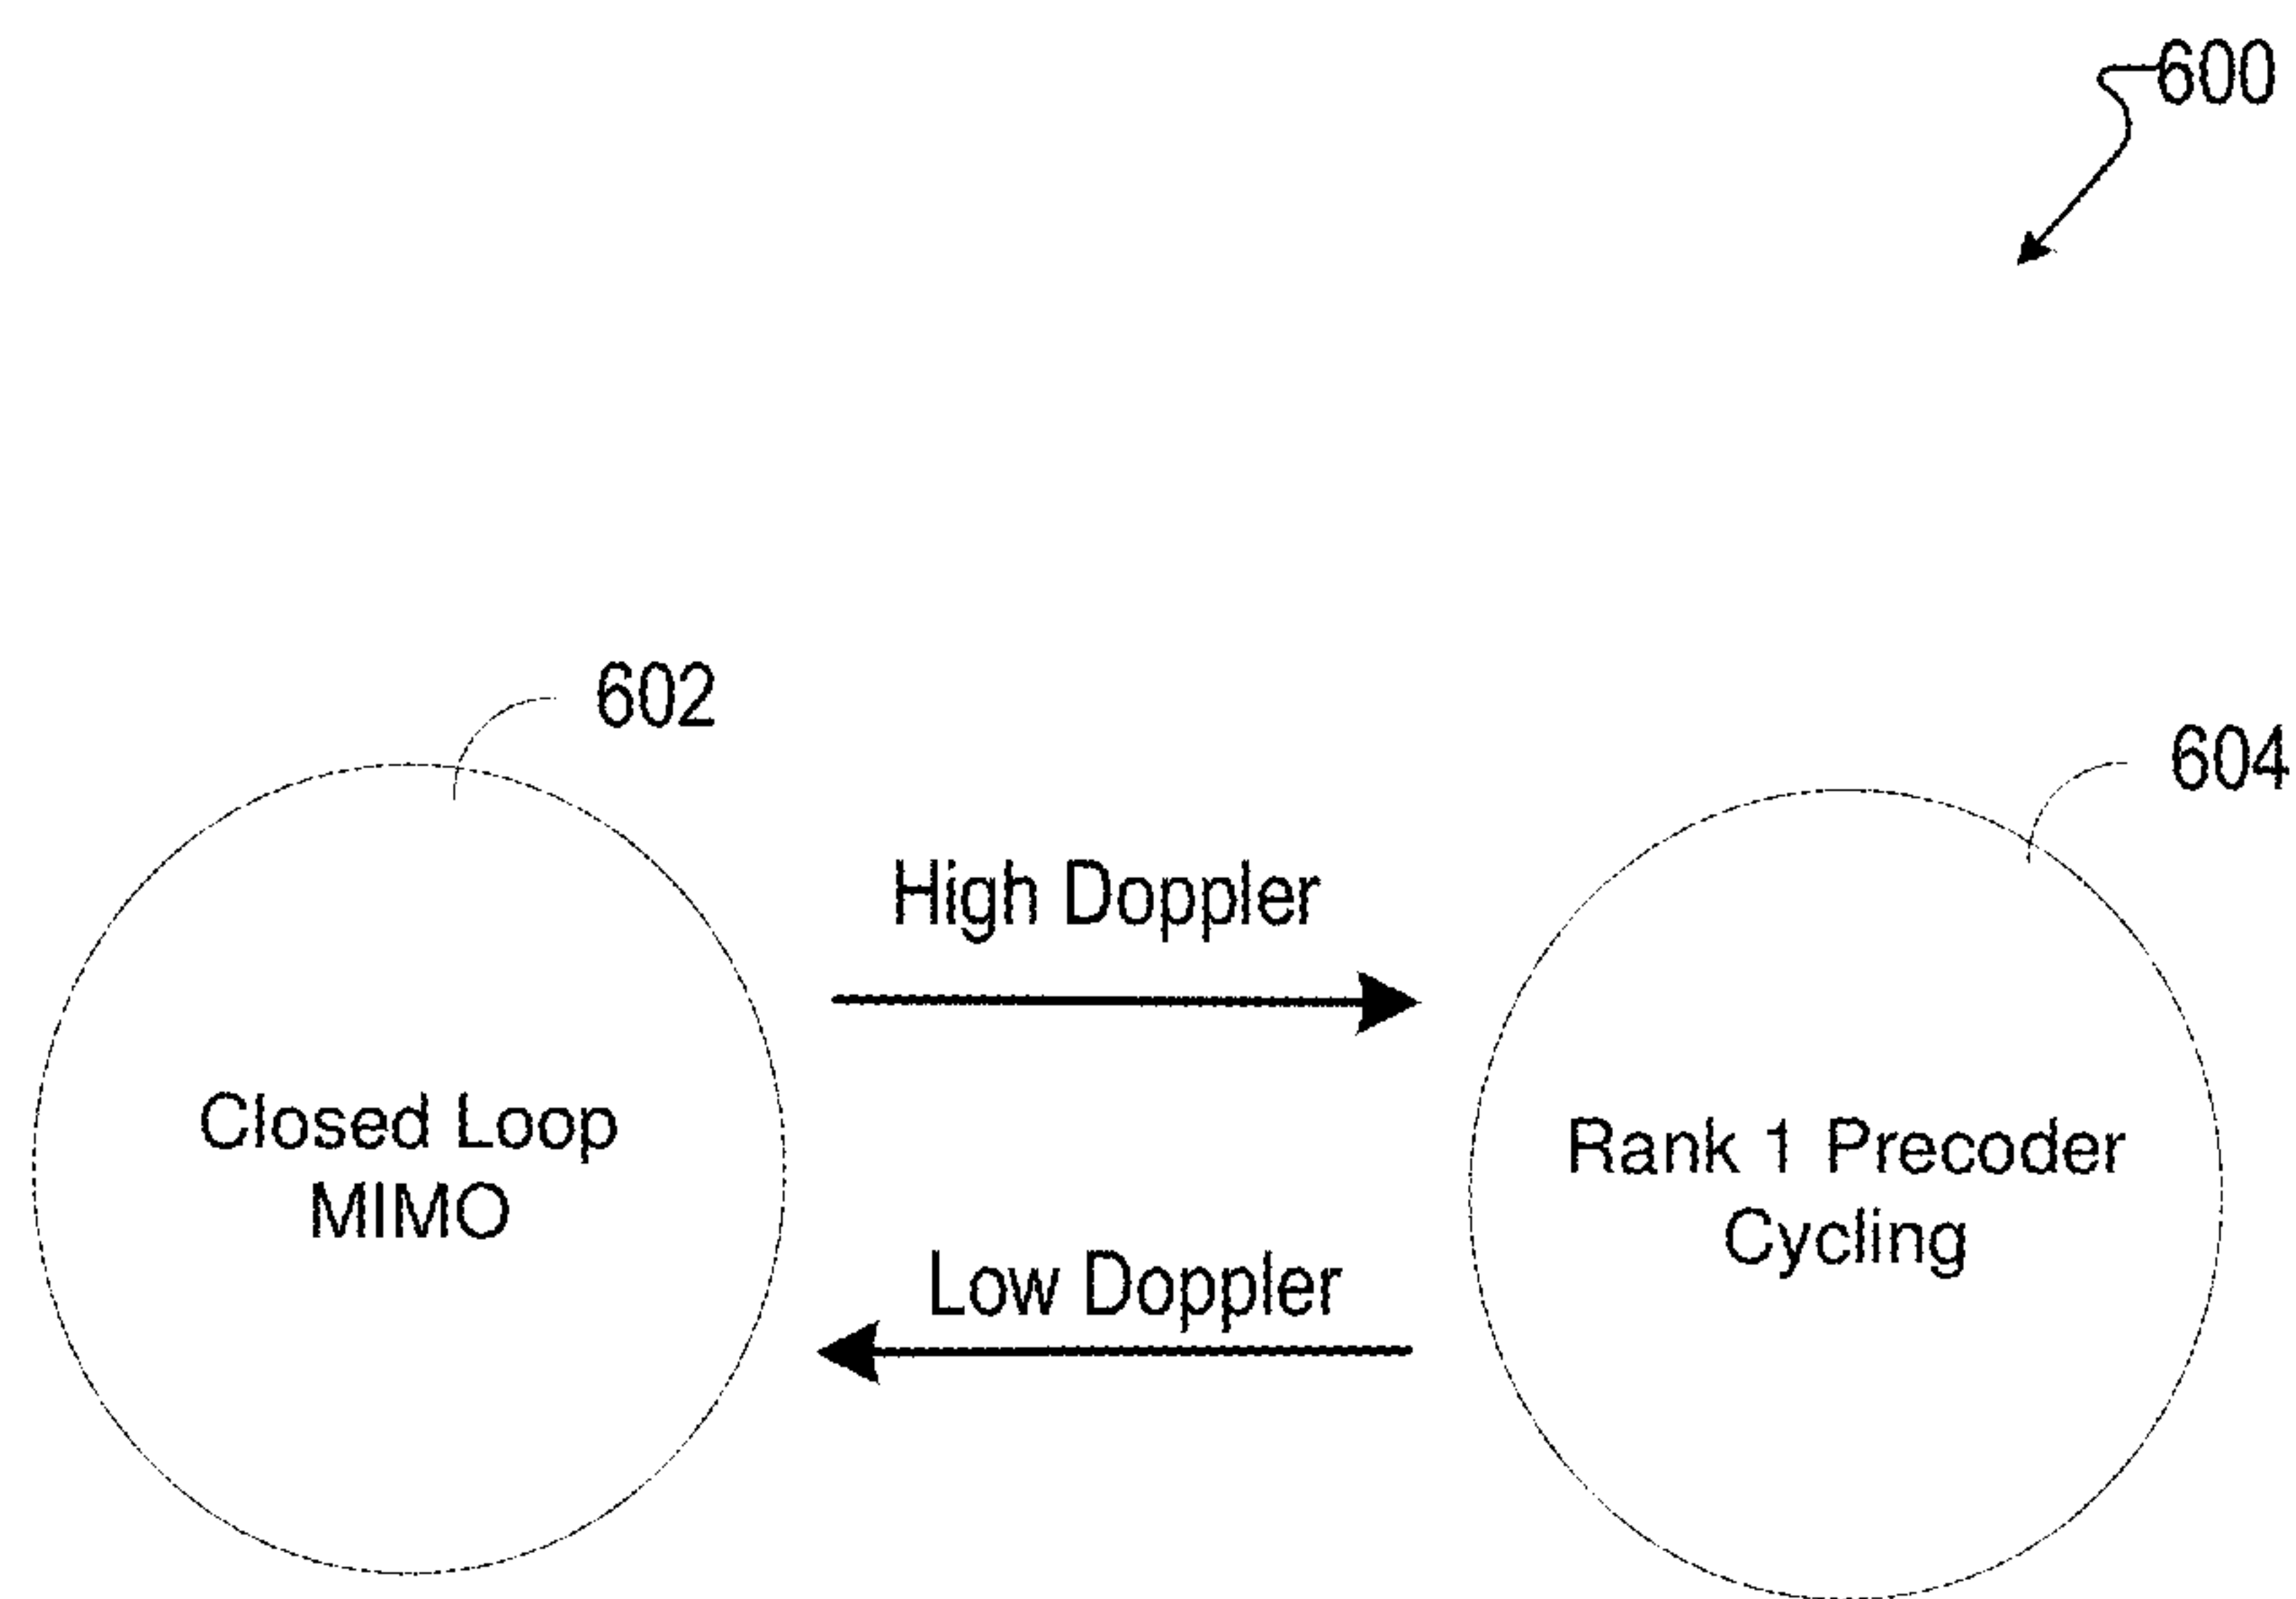 600
602
604
High Doppler
Closed Loop
MIMO
Rank 1 Precoder
Cycling
Low Doppler